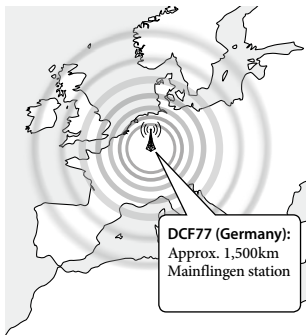 DCF77 (Germany):
Approx. 1,500km
Mainflingen station